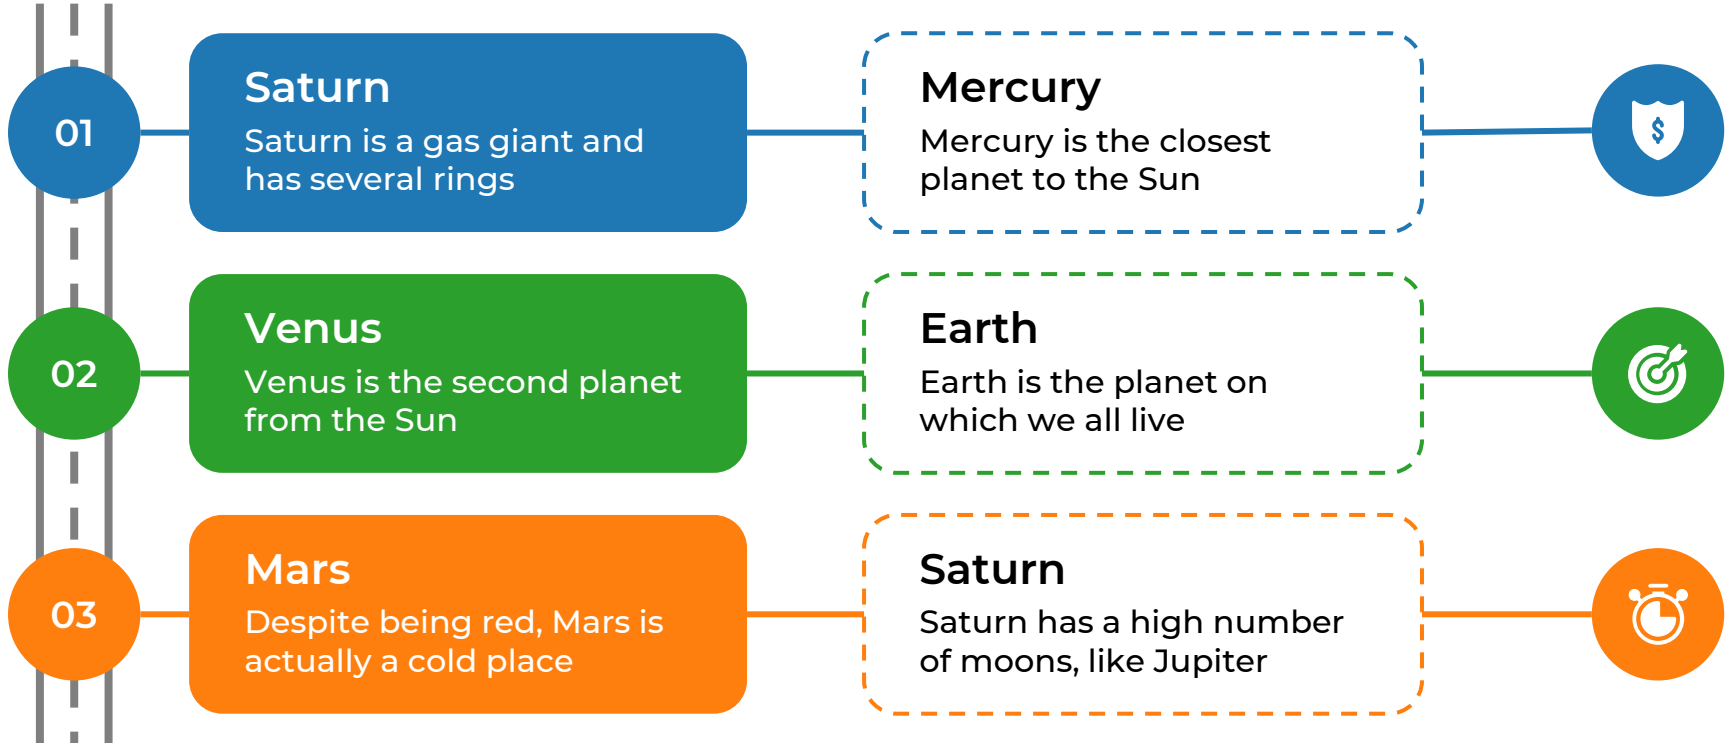 01
Saturn
Saturn is a gas giant and
has several rings
Mercury
Mercury is the closest
planet to the Sun
$
02
Venus
Venus is the second planet
from the Sun
Earth
Earth is the planet on
which we all live
03
Mars
Despite being red, Mars is
actually a cold place
Saturn
Saturn has a high number
of moons, like Jupiter